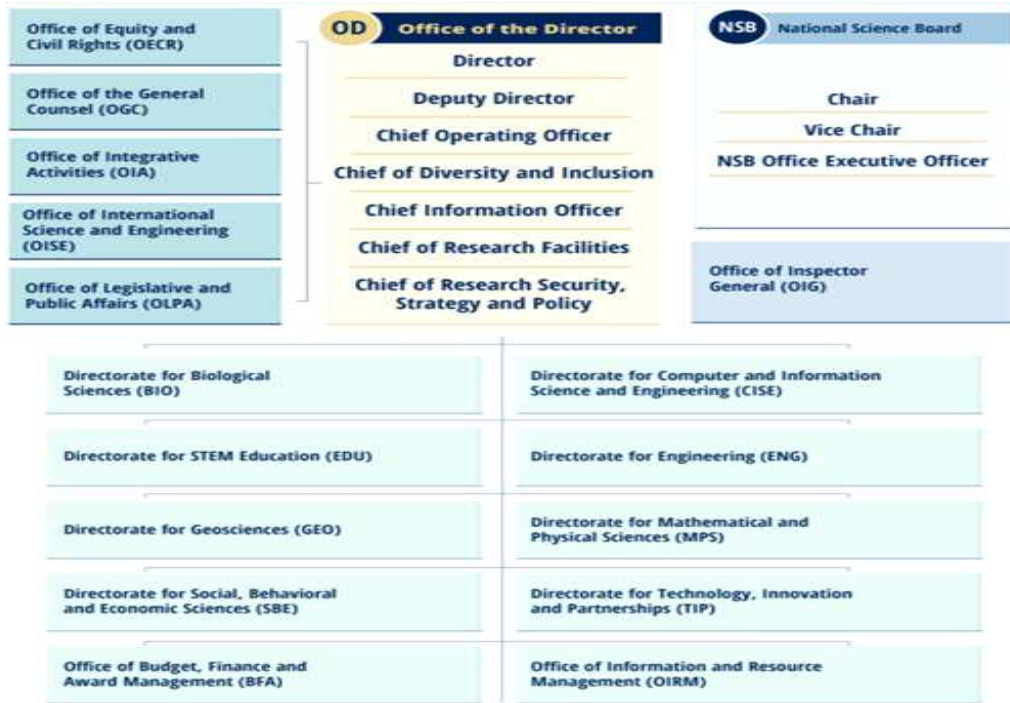 Office of Equity and
Civil Rights (OECR)
Office of the General
Counsel (OGC)
Office of Integrative
Activities (OIA)
Office of International
Science and Engineering
(OISE)
Office of Legislative and
Public Affairs (OLPA)
OD Office of the Director
Director
Deputy Director
Chief Operating Officer
Chief of Diversity and Inclusion
Chief Information Officer
Chief of Research Facilities
Chief of Research Security,
Strategy and Policy
NSB National Science Board
Chair
Vice Chair
NSB Office Executive Officer
Office of Inspector
General (OIG)
Directorate for Biological
Sciences (BIO)
Directorate for Computer and Information
Science and Engineering (CISE)
Directorate for STEM Education (EDU)
Directorate for Engineering (ENG)
Directorate for Geosciences (GEO)
Directorate for Mathematical and
Physical Sciences (MPS)
Directorate for Social, Behavioral
and Economic Sciences (SBE)
Directorate for Technology, Innovation
and Partnerships (TIP)
Office of Budget, Finance and
Award Management (BFA)
Office of Information and Resource
Management (OIRM)